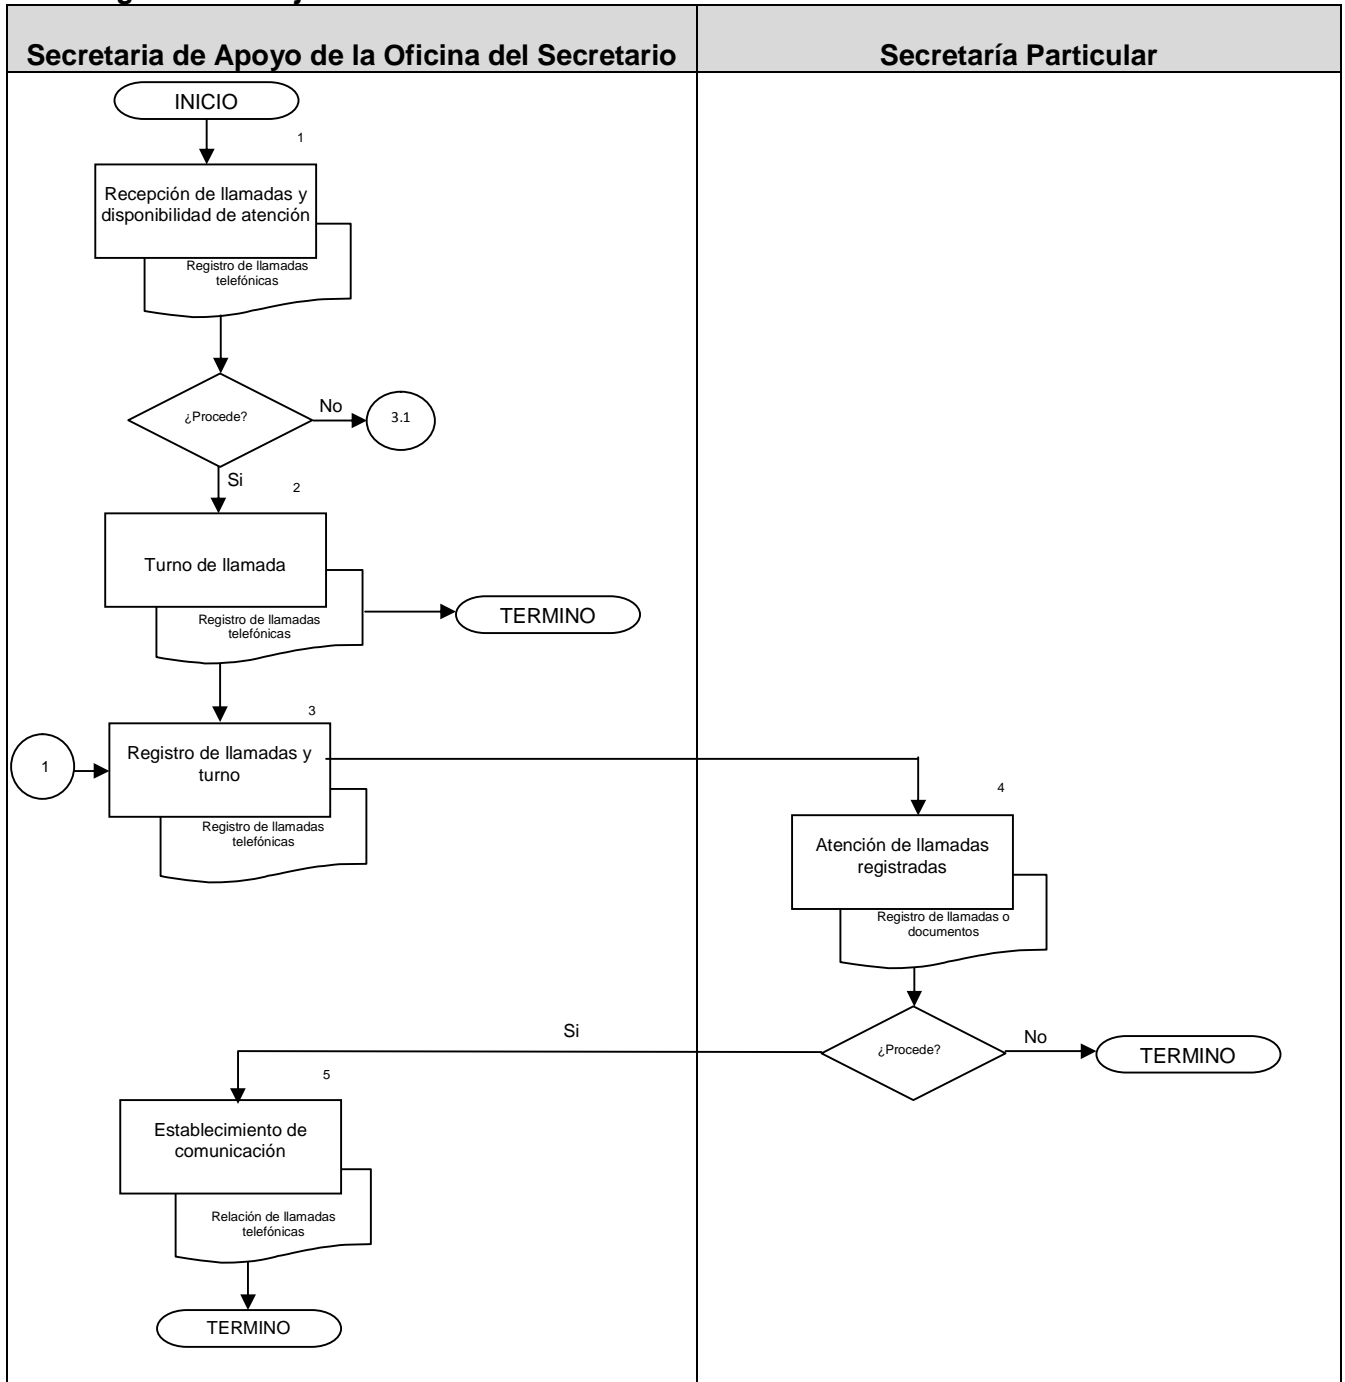 Secretaria de Apoyo de la Oficina del Secretario
Secretaría Particular
INICIO
1
Recepción de llamadas y
disponibilidad de atención
Registro de llamadas
telefónicas
¿Procede?
No
3.1
Si
2
Turno de llamada
Registro de llamadas
telefónicas
TERMINO
3
1
Registro de llamadas y
turno
Registro de llamadas
telefónicas
4
Atención de llamadas
registradas
Registro de llamadas o
documentos
¿Procede?
No
TERMINO
Si
5
Establecimiento de
comunicación
Relación de llamadas
telefónicas
TERMINO